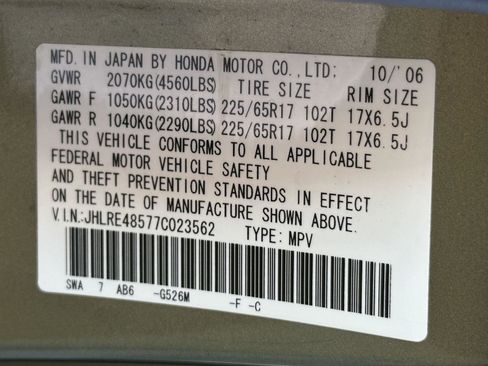 MFD. IN JAPAN BY HONDA MOTOR CO., LTD: 10/'06
GVWR 2070KG(4560LBS) TIRE SIZE RIM SIZE
GAWR F 1050KG(2310LBS) 225/65R17 102T 17X6.5J
GAWR R 1040KG(2290LBS) 225/65R17 102T 17X6.5J
THIS VEHICLE CONFORMS TO ALL APPLICABLE
FEDERAL MOTOR VEHICLE SAFETY
AND THEFT PREVENTION STANDARDS IN EFFECT
ON THE DATE OF MANUFACTURE SHOWN ABOVE.
V.I.N.:JHLRE48577C023562 TYPE: MPV
SWA 7 AB6 -G526M -F -C